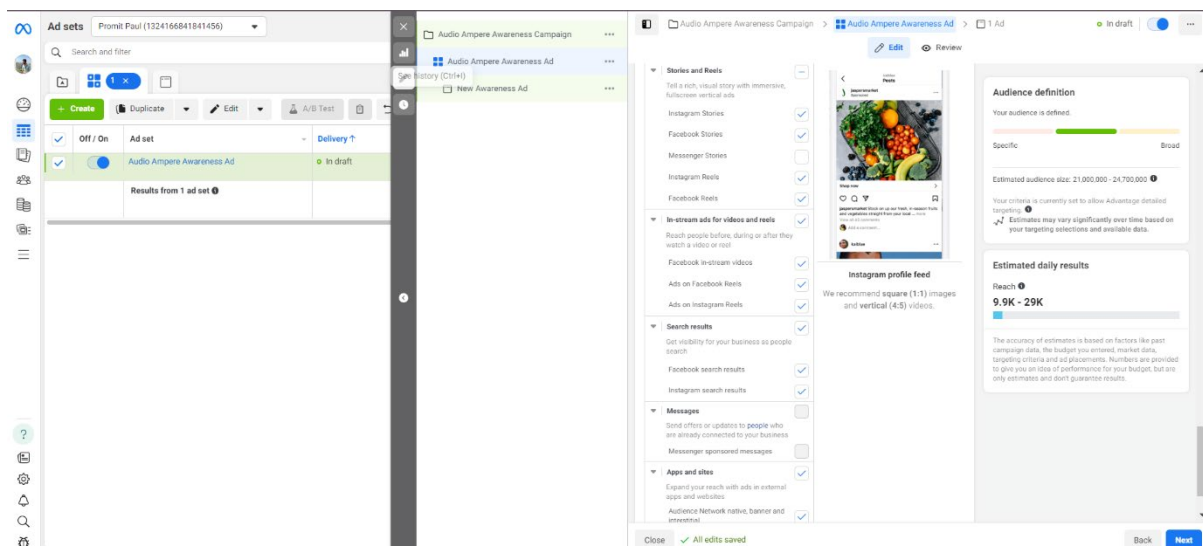 Ad sets
Promit Paul (1324166841841456)
Search and filter
1 ×
+ Create
Duplicate
Edit
A/B Test
Off / On
Ad set
Delivery ↑
Audio Ampere Awareness Ad
In draft
Results from 1 ad set
See history (Ctrl+I)
Audio Ampere Awareness Campaign
Audio Ampere Awareness Ad
New Awareness Ad
Audio Ampere Awareness Campaign > Audio Ampere Awareness Ad > 1 Ad
In draft
Edit
Review
Stories and Reels
Tell a rich, visual story with immersive,
fullscreen vertical ads
Instagram Stories
Facebook Stories
Messenger Stories
Instagram Reels
Facebook Reels
In-stream ads for videos and reels
Reach people before, during or after they
watch a video or reel
Facebook in-stream videos
Ads on Facebook Reels
Ads on Instagram Reels
Search results
Get visibility for your business as people
search
Facebook search results
Instagram search results
Messages
Send offers or updates to people who
are already connected to your business
Messenger sponsored messages
Apps and sites
Expand your reach with ads in external
apps and websites
Audience Network native, banner and
interstitial
Posts
jaspersmarket
Sponsored
Shop now
Instagram profile feed
We recommend square (1:1) images
and vertical (4:5) videos.
Audience definition
Your audience is defined.
Specific
Broad
Estimated audience size: 21,000,000 - 24,700,000
Your criteria is currently set to allow Advantage detailed
targeting.
Estimates may vary significantly over time based on
your targeting selections and available data.
Estimated daily results
Reach
9.9K - 29K
The accuracy of estimates is based on factors like past
campaign data, the budget you entered, market data,
targeting criteria and ad placements. Numbers are provided
to give you an idea of performance for your budget, but are
only estimates and don't guarantee results.
Close
All edits saved
Back
Next